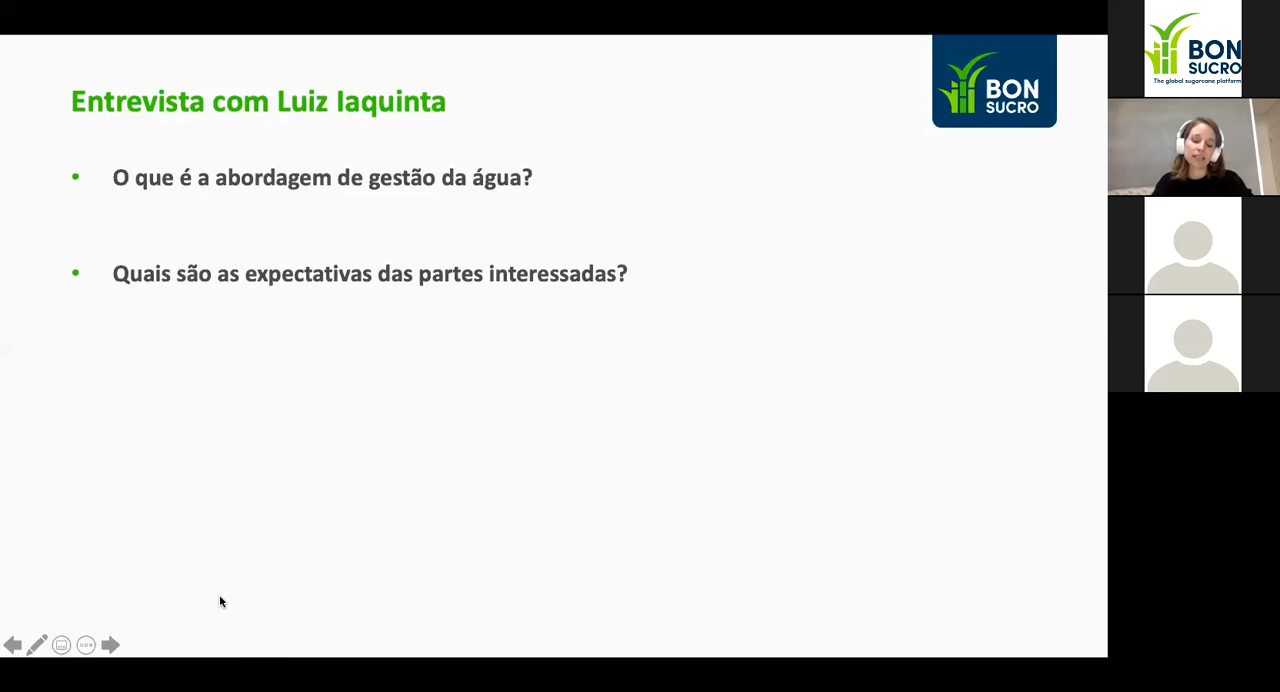 Entrevista com Luiz Iaquinta
BON
SUCRO
• O que é a abordagem de gestão da água?
• Quais são as expectativas das partes interessadas?
BON
SUCRO
The global sugarcane platform